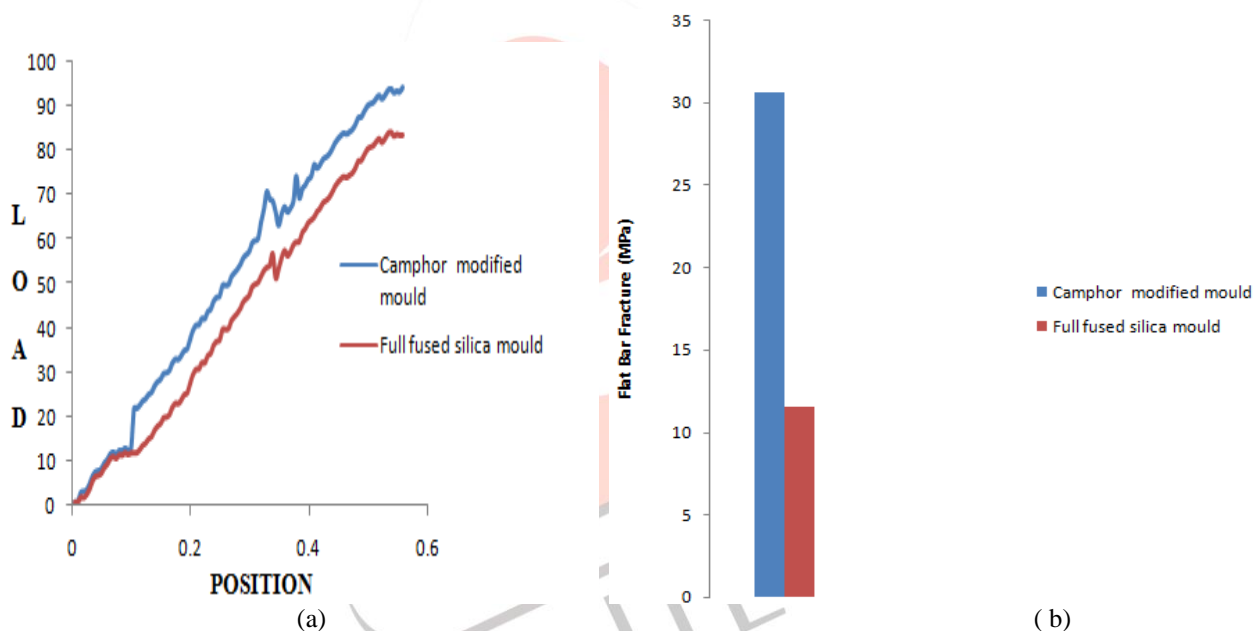 100
90
80
70
60
50
40
30
20
10
0
L
O
A
D
0
0.2
0.4
0.6
POSITION
Camphor modified
mould
Full fused silica mould
(a)
35
30
25
20
15
10
5
0
Flat Bar Fracture (MPa)
Camphor modified mould
Full fused silica mould
( b)